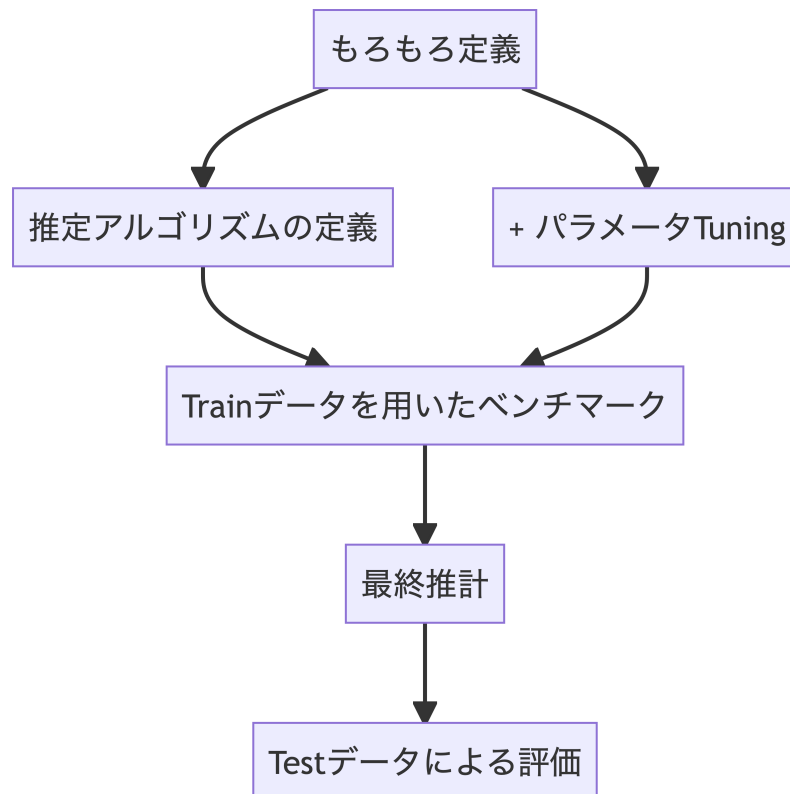 もろもろ定義
推定アルゴリズムの定義
+ パラメータTuning
Trainデータを用いたベンチマーク
最終推計
Testデータによる評価